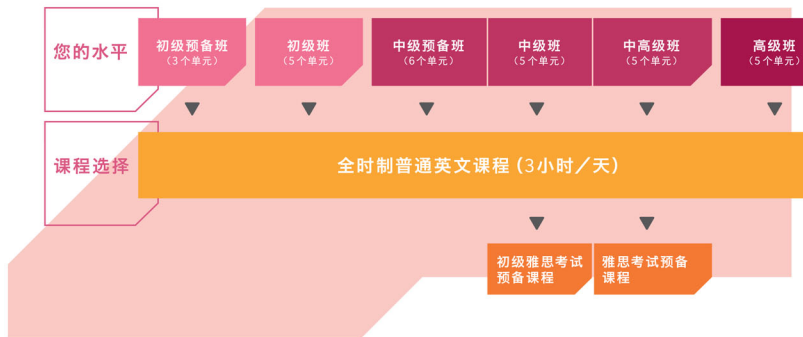 您的水平
初级预备班
（3个单元）
初级班
（5个单元）
中级预备班
（6个单元）
中级班
（5个单元）
中高级班
（5个单元）
高级班
（5个单元）
课程选择
全时制普通英文课程（3小时／天）
初级雅思考试
预备课程
雅思考试预备
课程